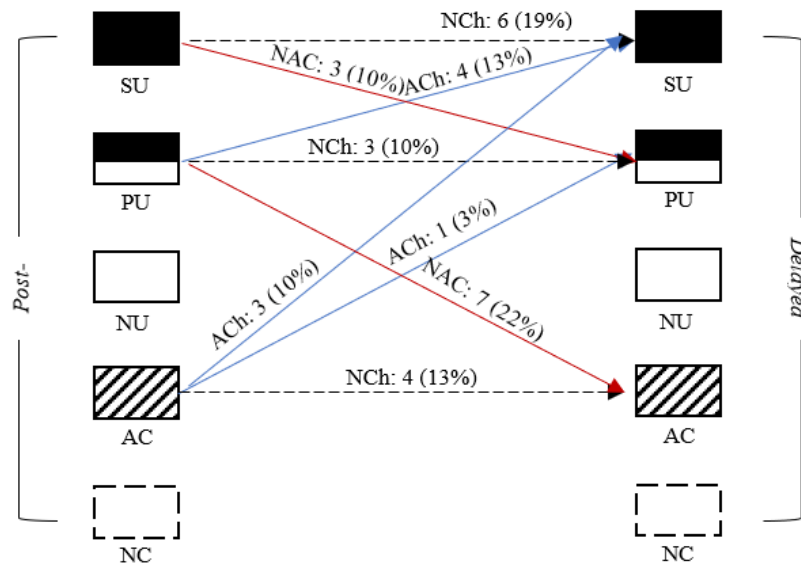 NCh: 6 (19%)
SU
SU
NAC: 3 (10%)
ACh: 4 (13%)
NCh: 3 (10%)
PU
PU
ACh: 1 (3%)
NAC: 7 (22%)
ACh: 3 (10%)
Post-
Delayed
NU
NU
NCh: 4 (13%)
AC
AC
NC
NC